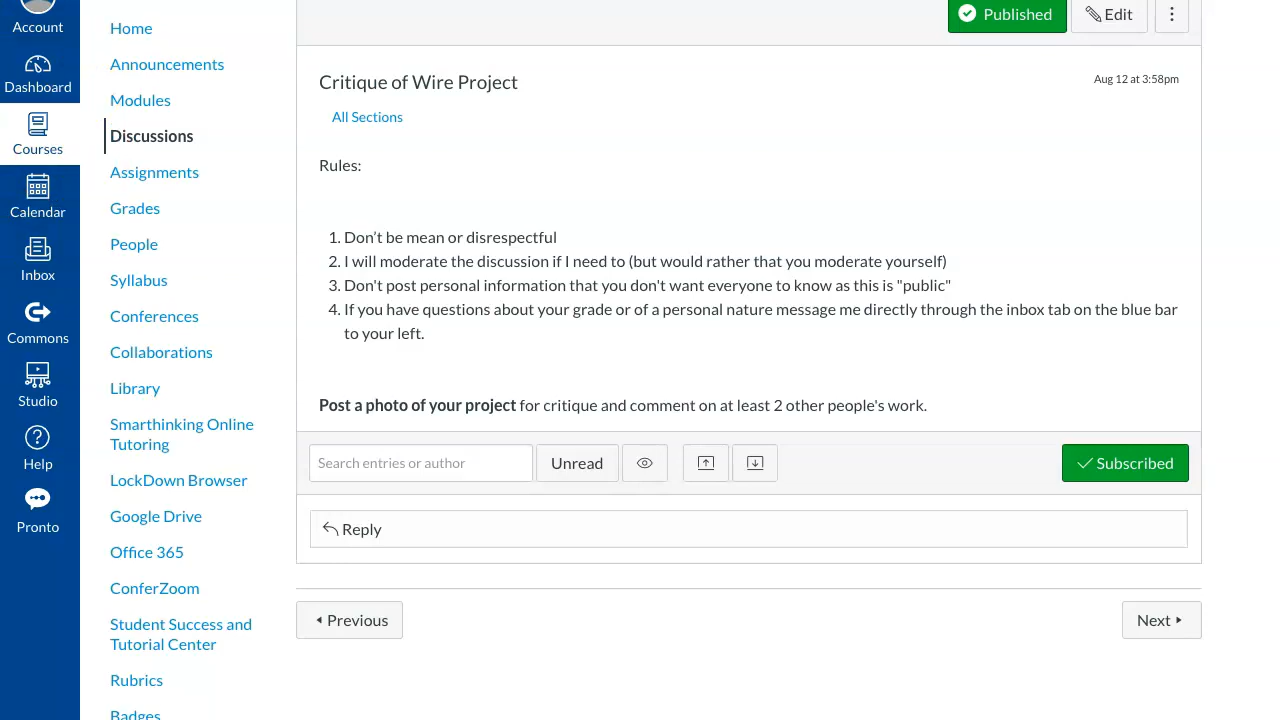 Account
Dashboard
Courses
Calendar
Inbox
Commons
Studio
Help
Pronto
Home
Announcements
Modules
Discussions
Assignments
Grades
People
Syllabus
Conferences
Collaborations
Library
Smarthinking Online
Tutoring
LockDown Browser
Google Drive
Office 365
ConferZoom
Student Success and
Tutorial Center
Rubrics
Badges
Published
Edit
Critique of Wire Project
Aug 12 at 3:58pm
All Sections
Rules:
1. Don't be mean or disrespectful
2. I will moderate the discussion if I need to (but would rather that you moderate yourself)
3. Don't post personal information that you don't want everyone to know as this is "public"
4. If you have questions about your grade or of a personal nature message me directly through the inbox tab on the blue bar
to your left.
Post a photo of your project for critique and comment on at least 2 other people's work.
Search entries or author
Unread
Subscribed
Reply
Previous
Next